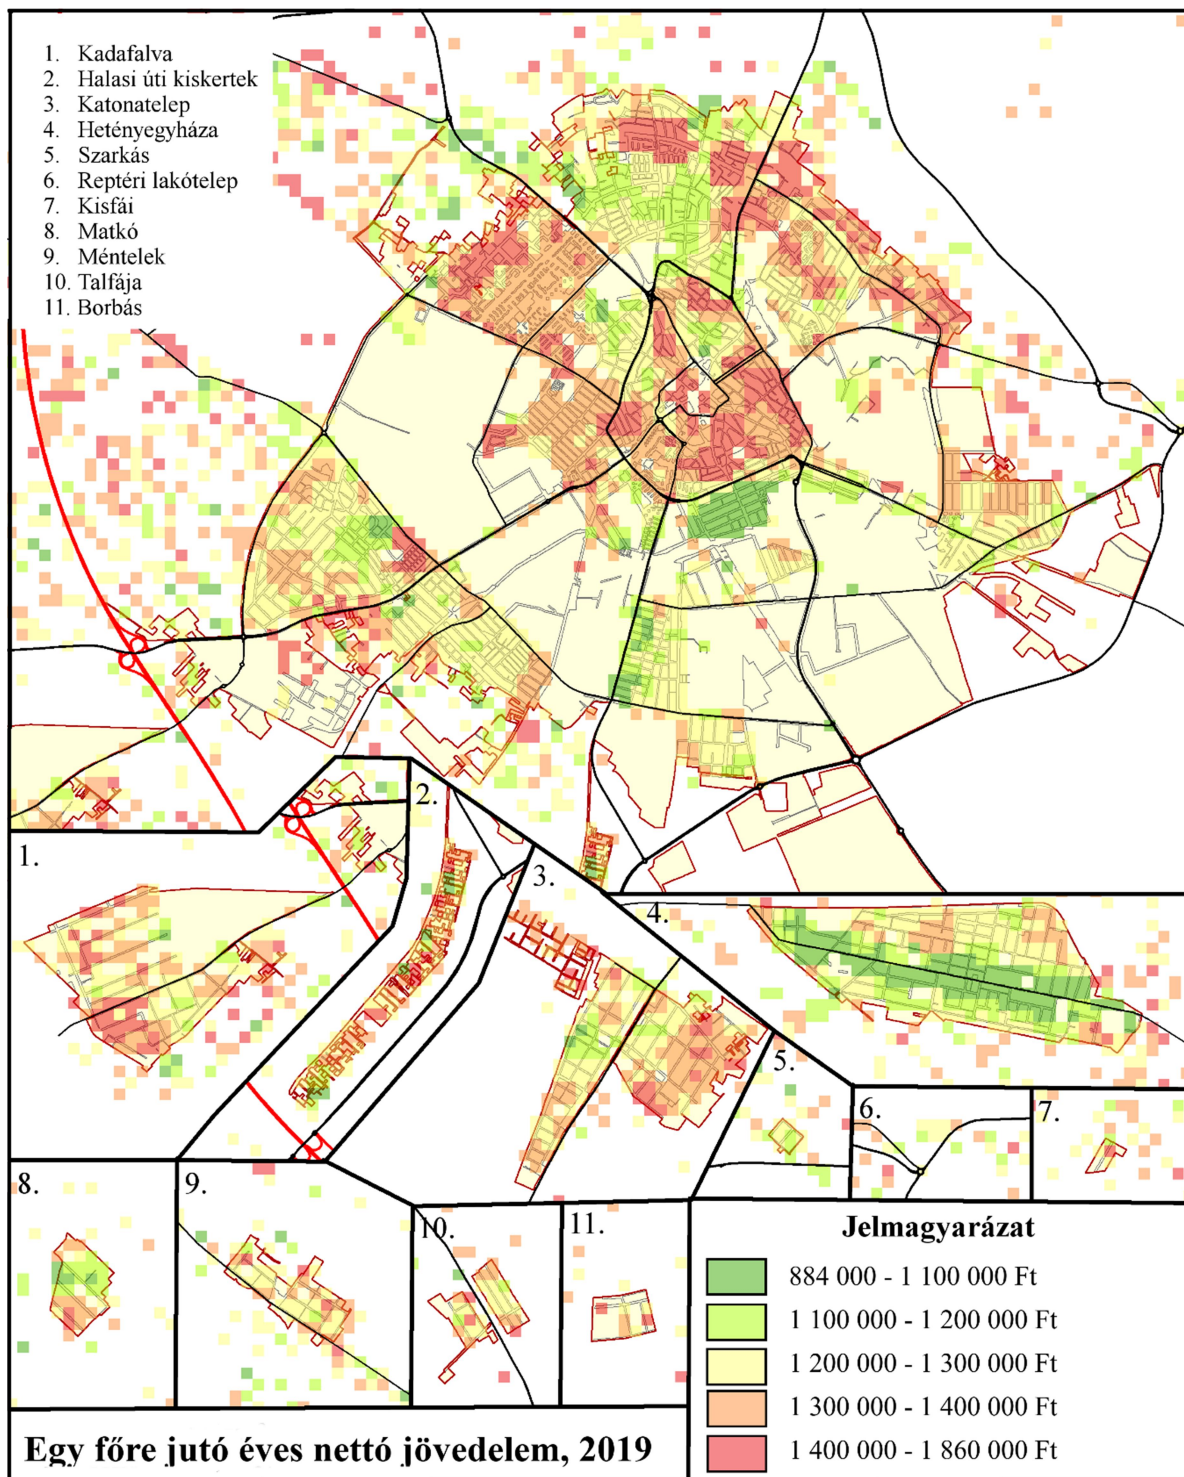 1. Kadafalva
2. Halasi úti kiskertek
3. Katonatelep
4. Hetényegyháza
5. Szarkás
6. Reptéri lakótelep
7. Kisfái
8. Matkó
9. Méntelek
10. Talfája
11. Borbás
1.
2.
3.
4.
5.
6.
7.
8.
9.
10.
11.
Jelmagyarázat
884 000 - 1 100 000 Ft
1 100 000 - 1 200 000 Ft
1 200 000 - 1 300 000 Ft
1 300 000 - 1 400 000 Ft
1 400 000 - 1 860 000 Ft
Egy főre jutó éves nettó jövedelem, 2019